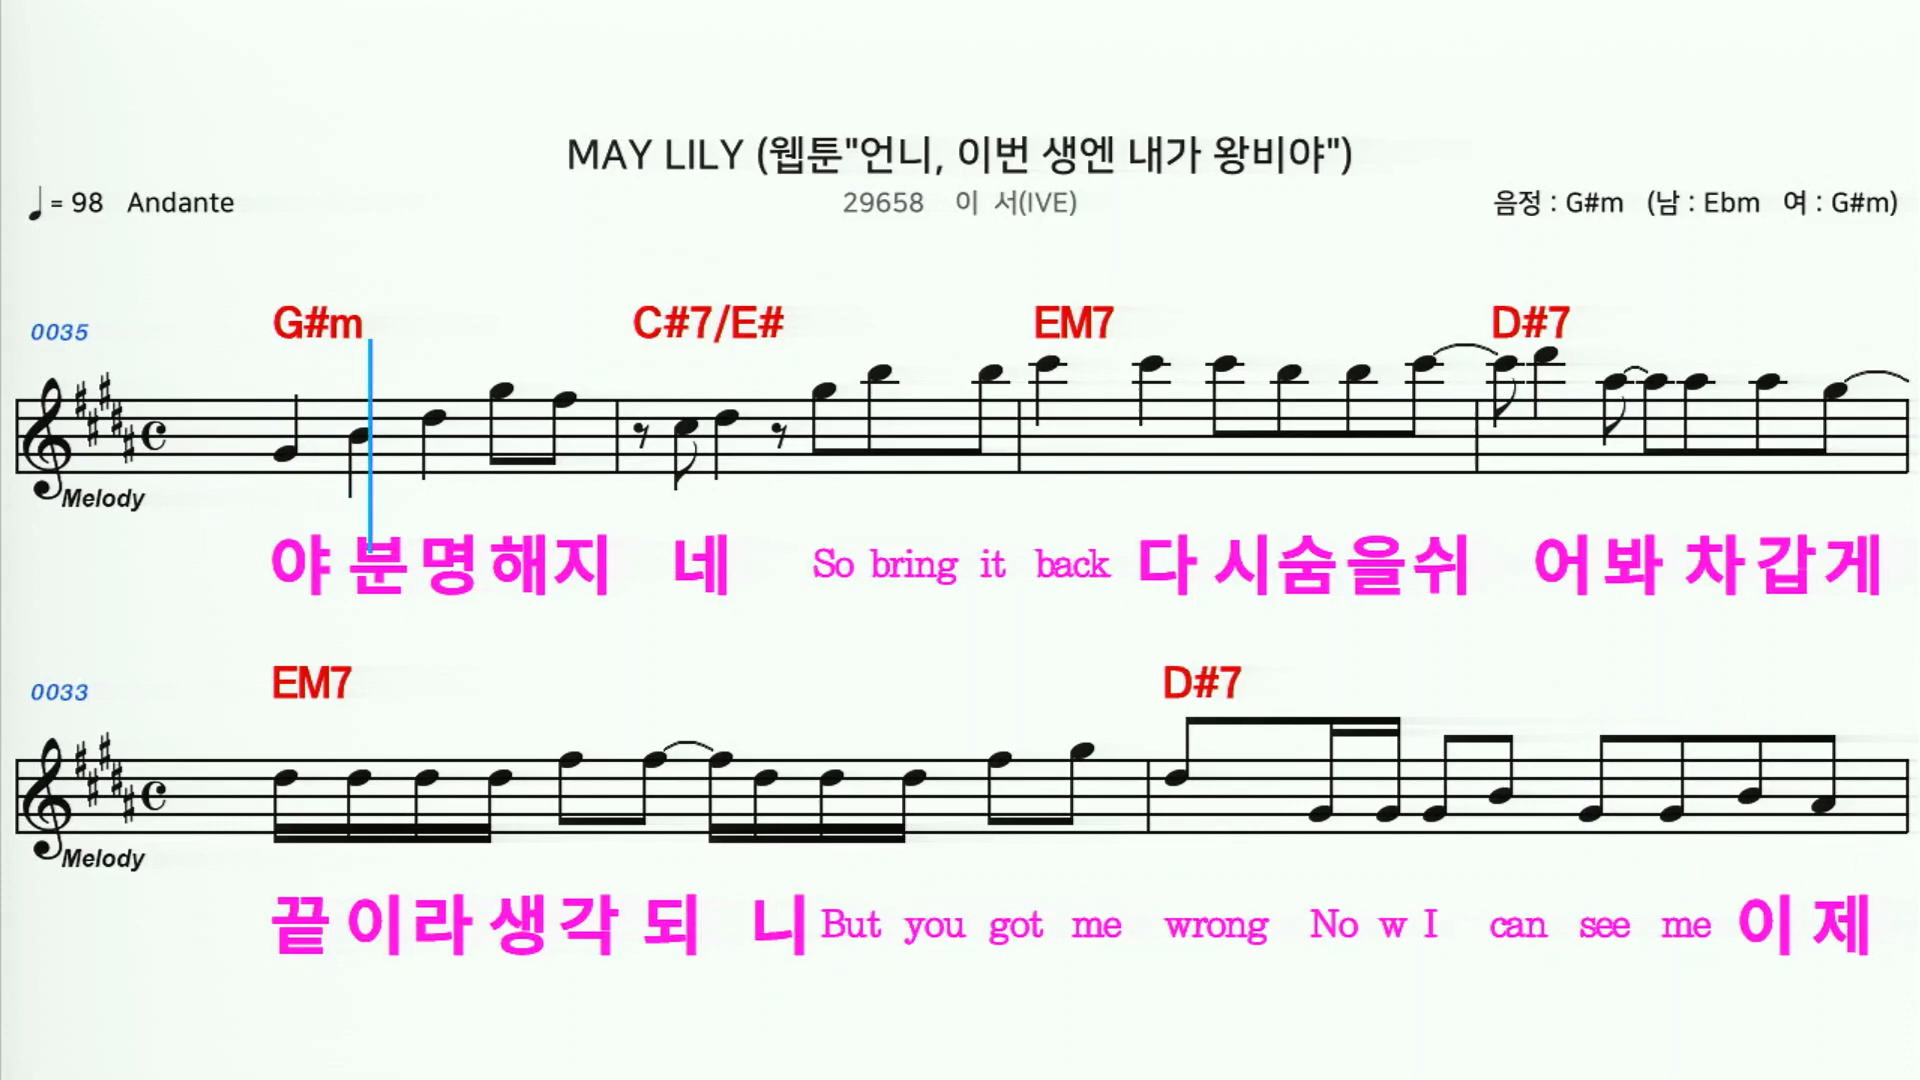 MAY LILY (웹툰"언니, 이번 생엔 내가 왕비야")
= 98 Andante
29658 이 서(IVE)
음정 : G#m (남 : Ebm 여 : G#m)
0035
G#m C#7/E# EM7 D#7
Melody
야 분명해지 네 So bring it back 다 시숨을쉬 어봐 차갑게
0033
EM7 D#7
Melody
끝 이라 생각 되 니 But you got me wrong No w I can see me 이 제